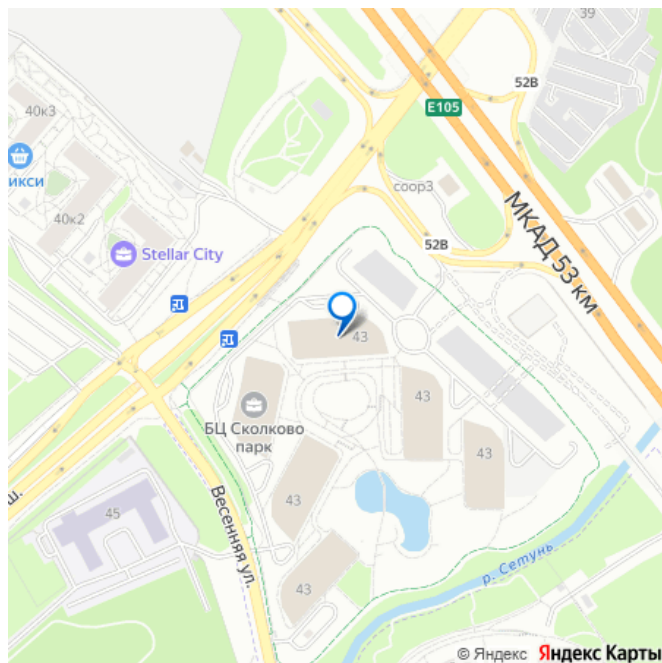 39
52В
E105
40к3
икси
соор3
40к2
52В
МКАД 53 км
Stellar City
43
43
БЦ Сколково
парк
43
43
ш.
45
Весенняя ул.
р. Сетунь
43
© Яндекс Яндекс Карты